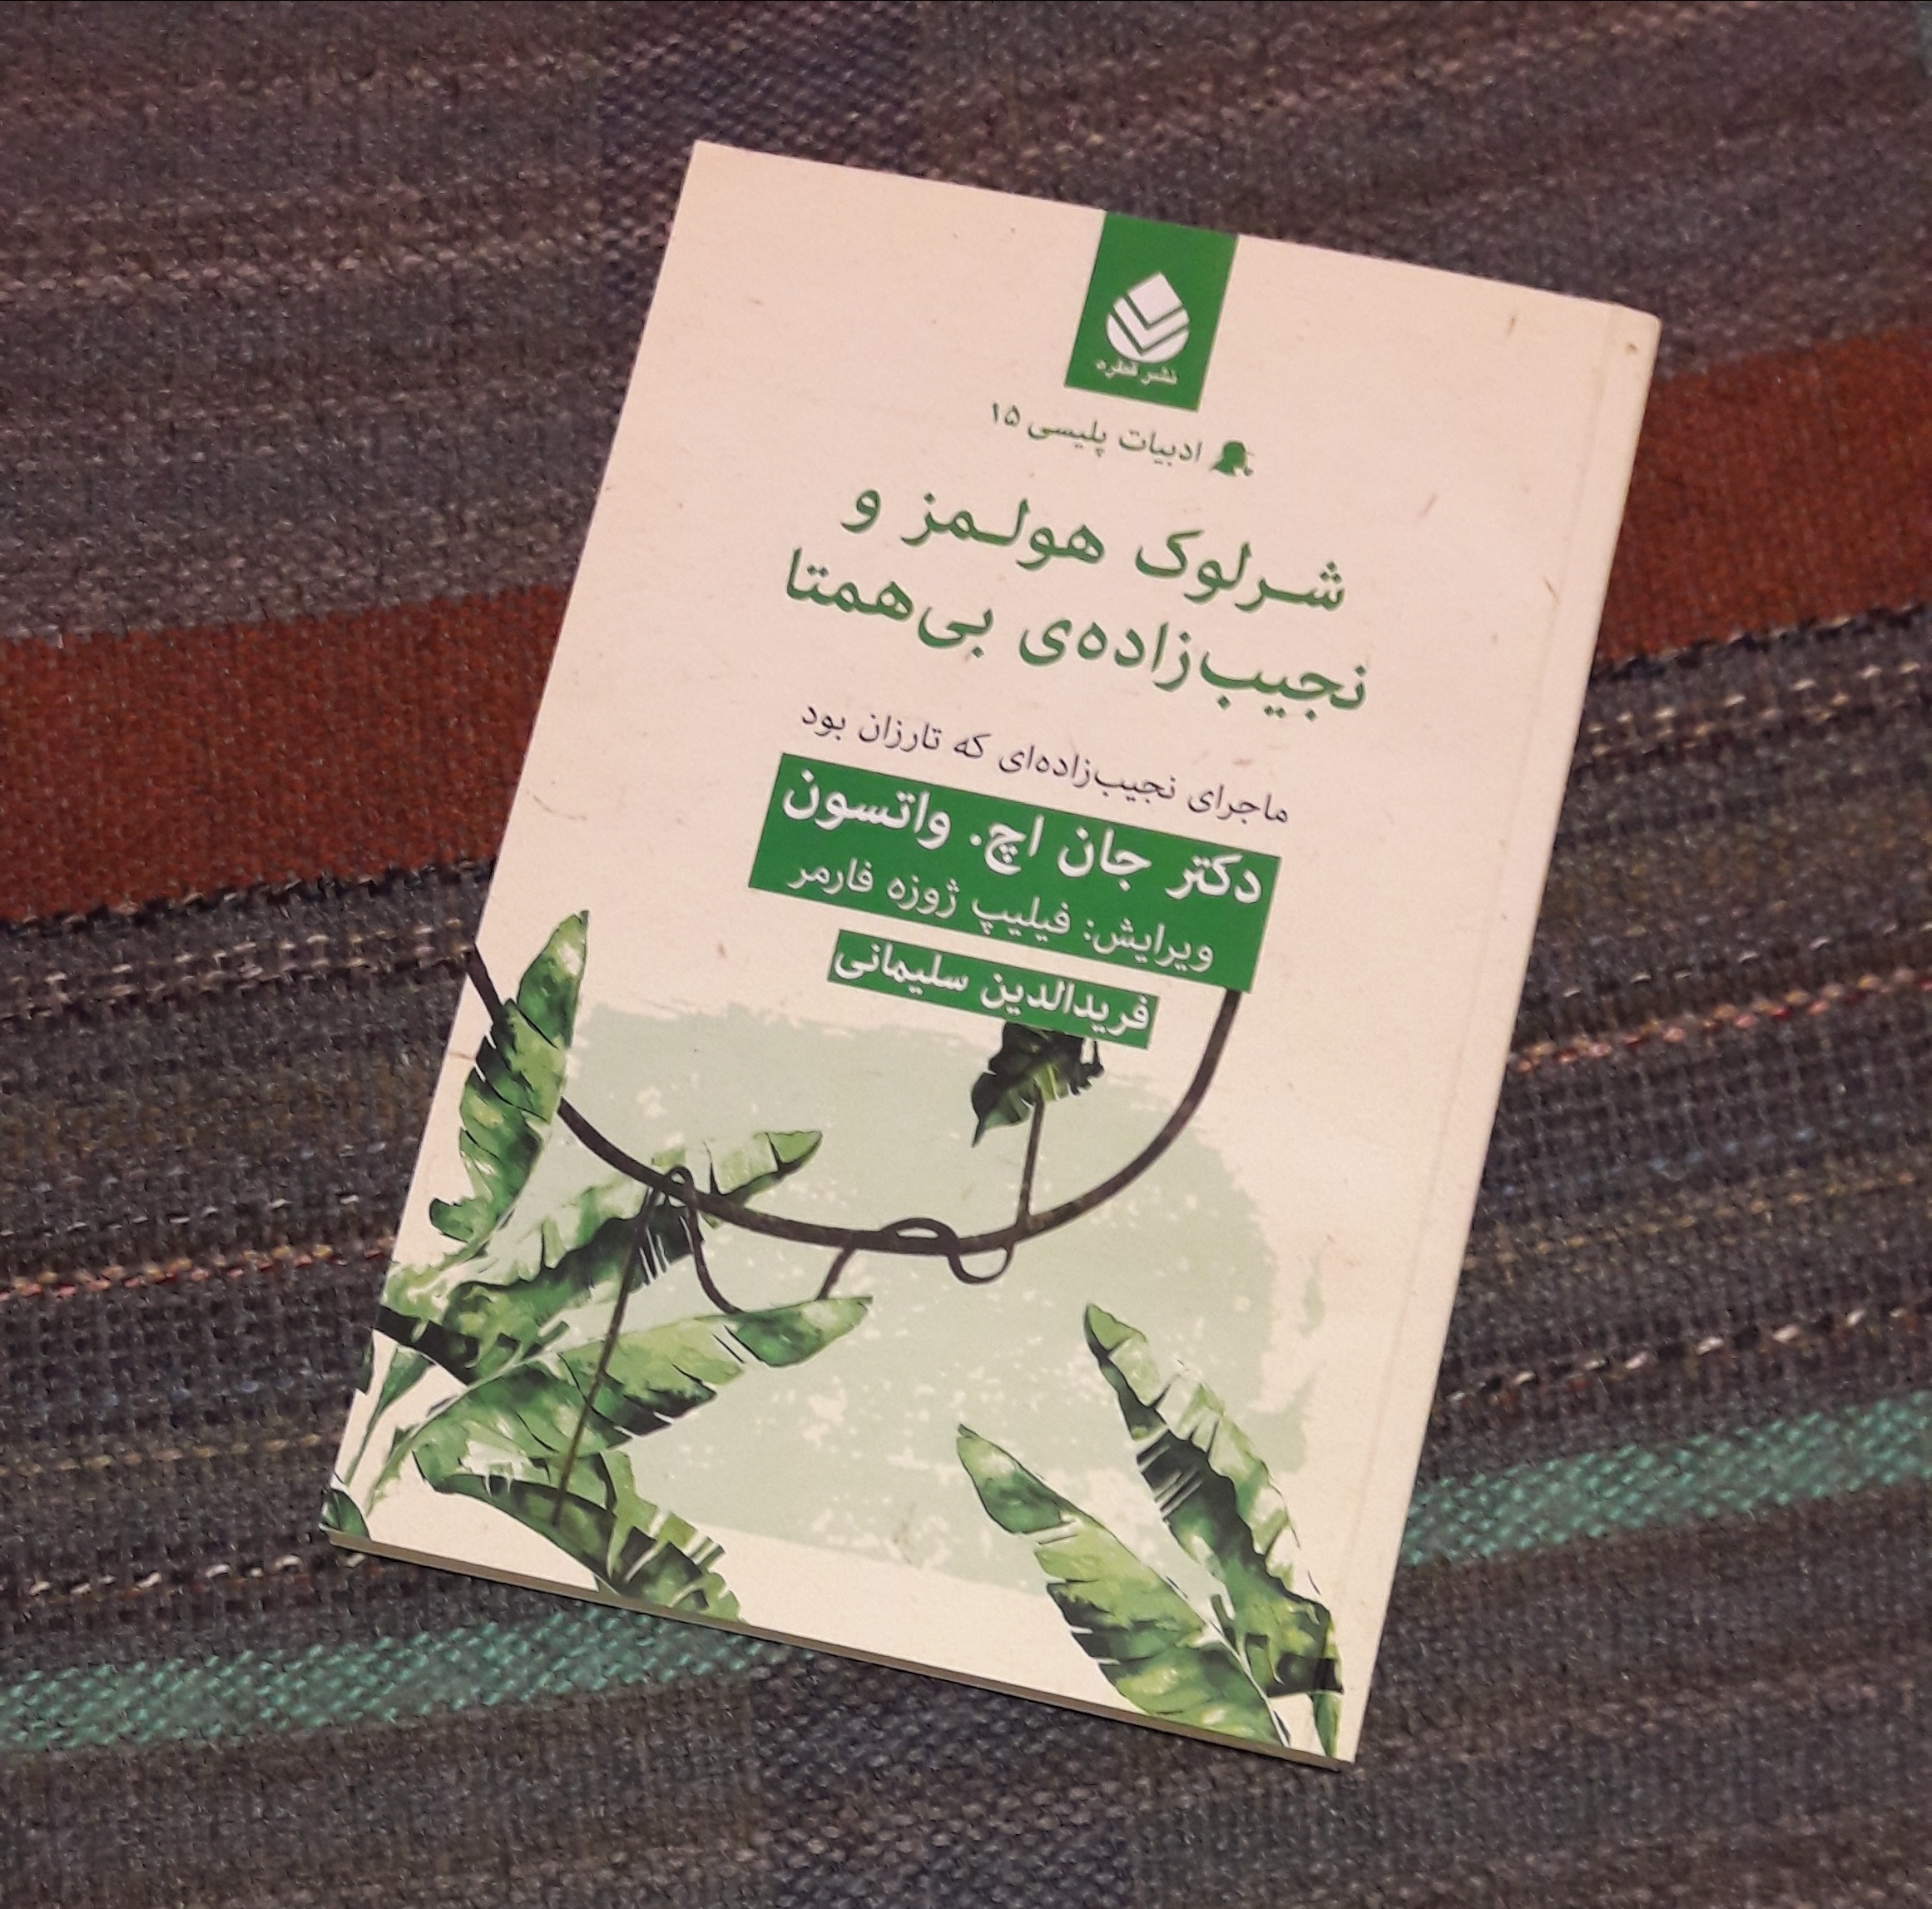 نشر قطره
ادبیات پلیسی ۱۵
شرلوک هولمز و
نجیب‌زاده‌ی بی‌همتا
ماجرای نجیب‌زاده‌ای که تارزان بود
دکتر جان اچ. واتسون
ویرایش: فیلیپ ژوزه فارمر
فریدالدین سلیمانی